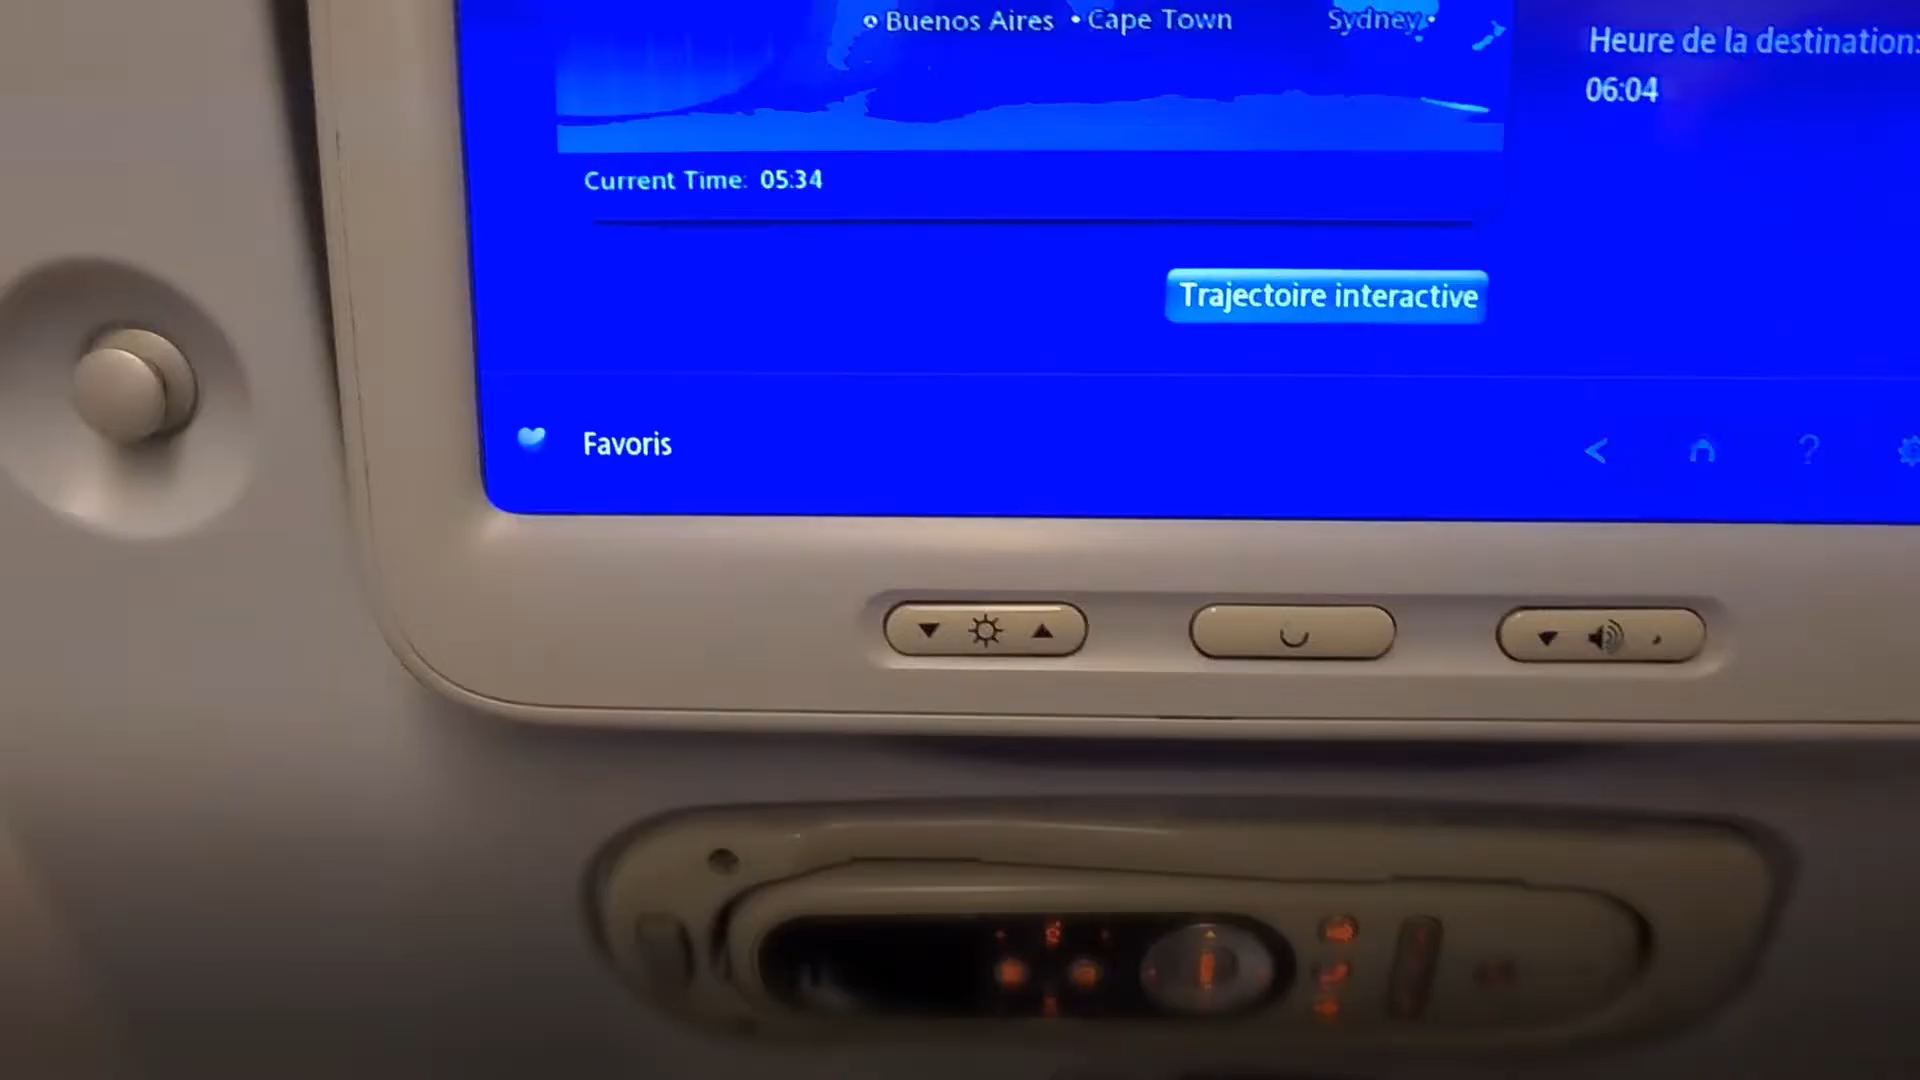 Buenos Aires
Cape Town
Sydney
Heure de la destination:
06:04
Current Time: 05:34
Trajectoire interactive
Favoris
?